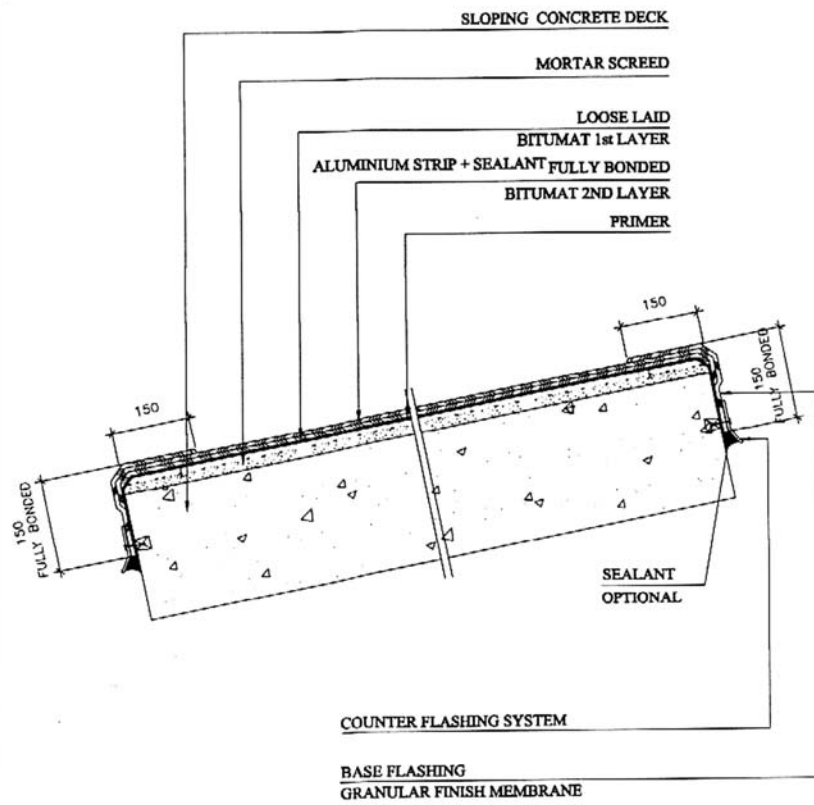 SLOPING CONCRETE DECK
MORTAR SCREED
LOOSE LAID
BITUMAT 1st LAYER
ALUMINIUM STRIP + SEALANT FULLY BONDED
BITUMAT 2ND LAYER
PRIMER
150
150
FULLY BONDED
150
150
FULLY BONDED
SEALANT
OPTIONAL
COUNTER FLASHING SYSTEM
BASE FLASHING
GRANULAR FINISH MEMBRANE